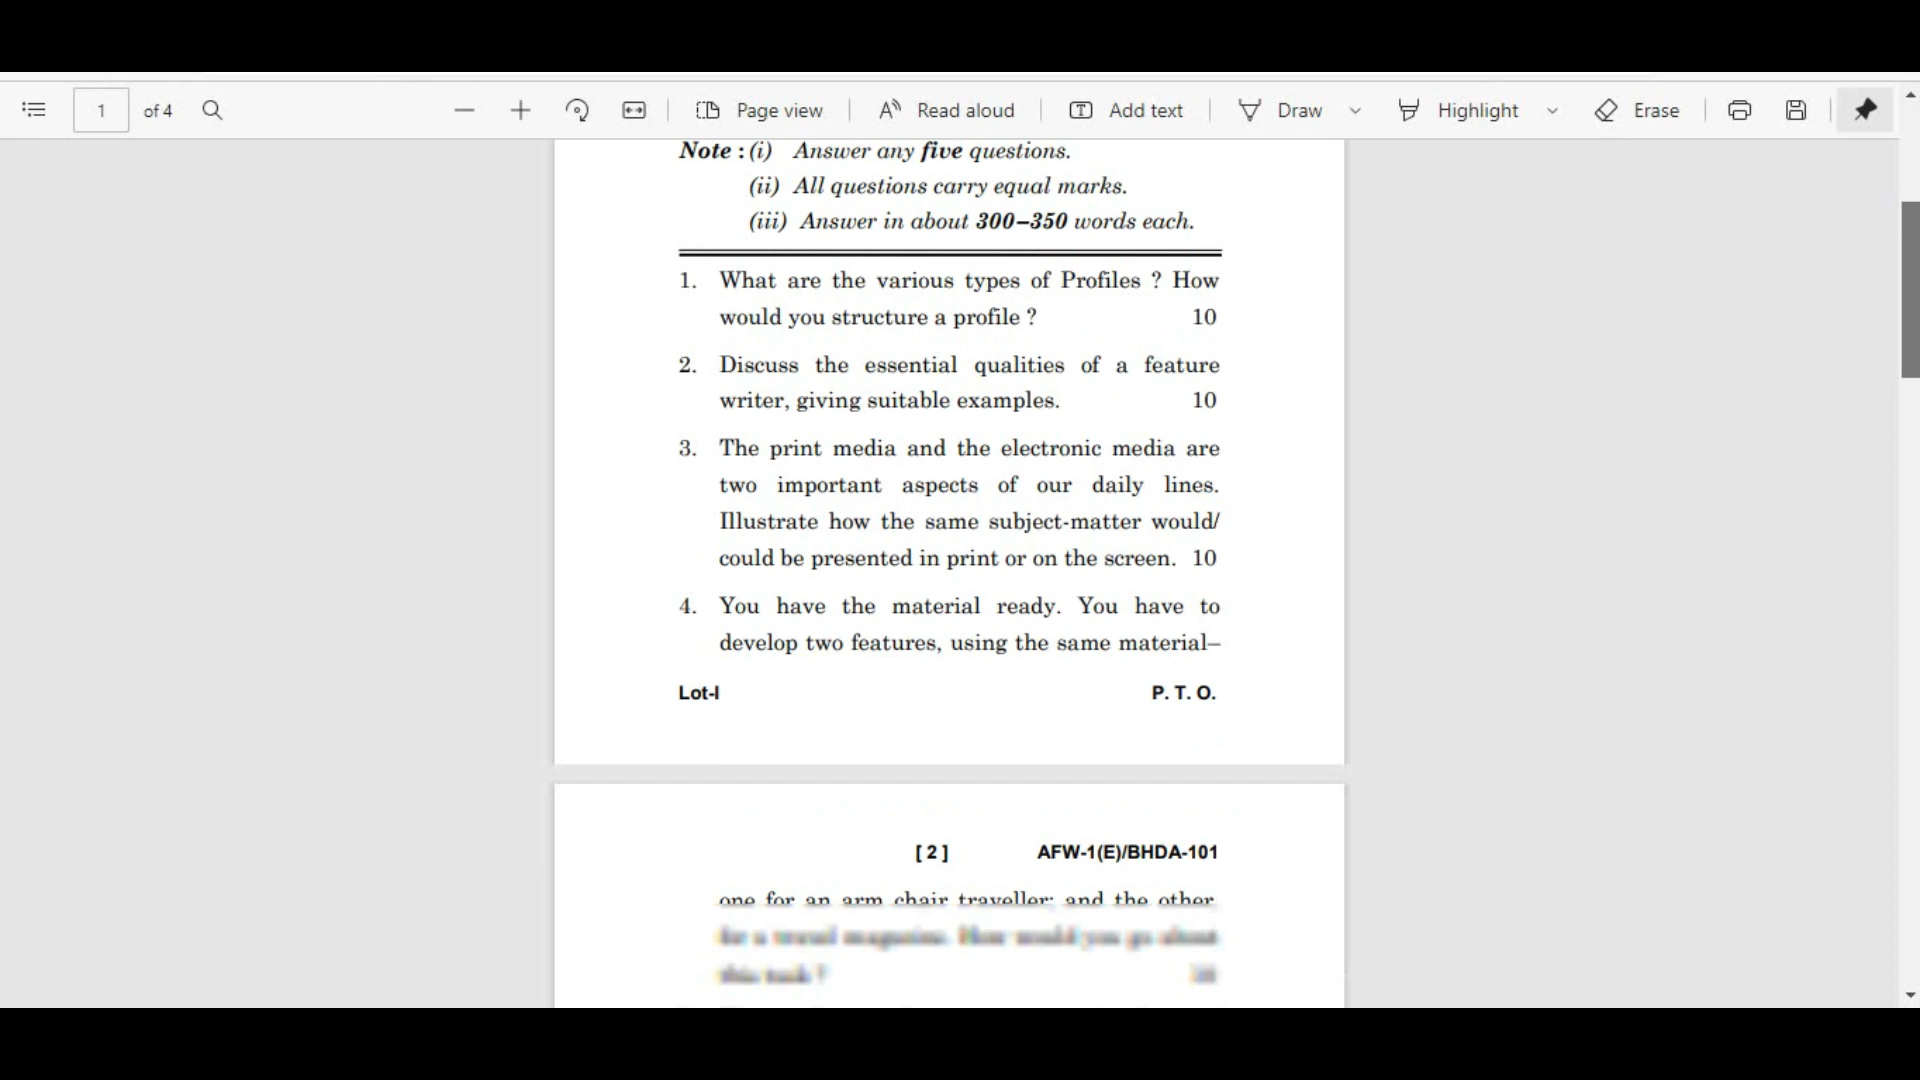 1 of 4 Page view Read aloud Add text Draw Highlight Erase
Note : (i) Answer any five questions.
(ii) All questions carry equal marks.
(iii) Answer in about 300–350 words each.
1. What are the various types of Profiles ? How
would you structure a profile ? 10
2. Discuss the essential qualities of a feature
writer, giving suitable examples. 10
3. The print media and the electronic media are
two important aspects of our daily lines.
Illustrate how the same subject-matter would/
could be presented in print or on the screen. 10
4. You have the material ready. You have to
develop two features, using the same material–
Lot-I P. T. O.
[ 2 ] AFW-1(E)/BHDA-101
one for an arm chair traveller; and the other